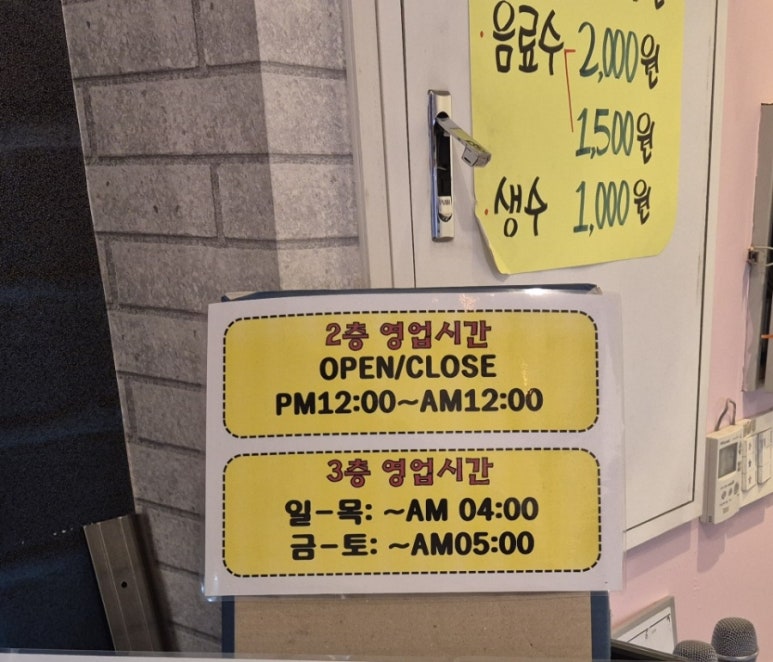 음료수 2,000원
1,500원
생수 1,000원
2층 영업시간
OPEN/CLOSE
PM12:00~AM12:00
3층 영업시간
일-목: ~AM 04:00
금-토: ~AM05:00